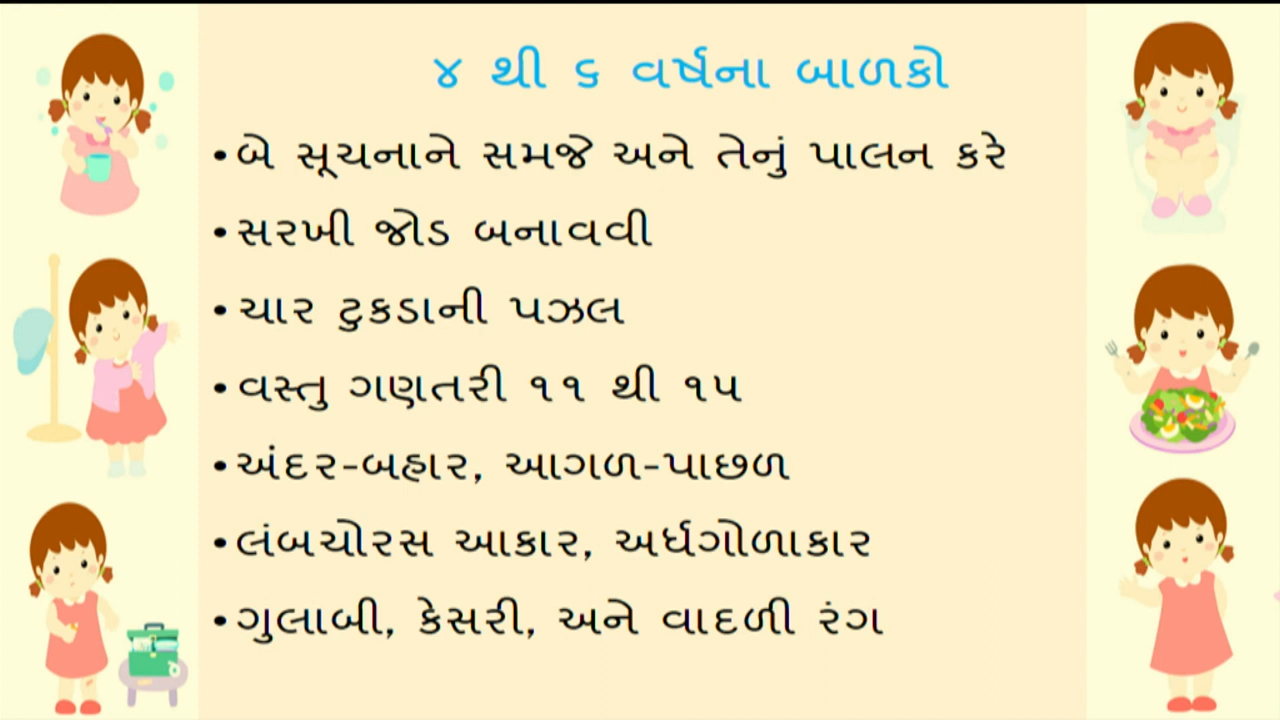 ૪ થી ૬ વર્ષના બાળકો
•બે સૂચનાને સમજે અને તેનું પાલન કરે
•સરખી જોડ બનાવવી
•ચાર ટુકડાની પઝલ
•વસ્તુ ગણતરી ૧૧ થી ૧૫
•અંદર-બહાર, આગળ-પાછળ
•લંબચોરસ આકાર, અર્ધગોળાકાર
•ગુલાબી, કેસરી, અને વાદળી રંગ